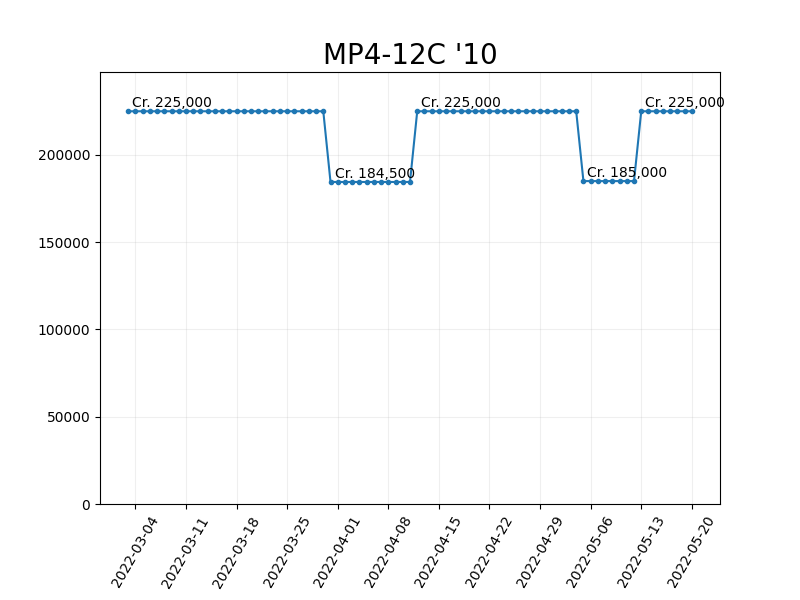 MP4-12C '10
Cr. 225,000
Cr. 225,000
Cr. 225,000
Cr. 184,500
Cr. 185,000
200000
150000
100000
50000
0
2022-03-04
2022-03-11
2022-03-18
2022-03-25
2022-04-01
2022-04-08
2022-04-15
2022-04-22
2022-04-29
2022-05-06
2022-05-13
2022-05-20